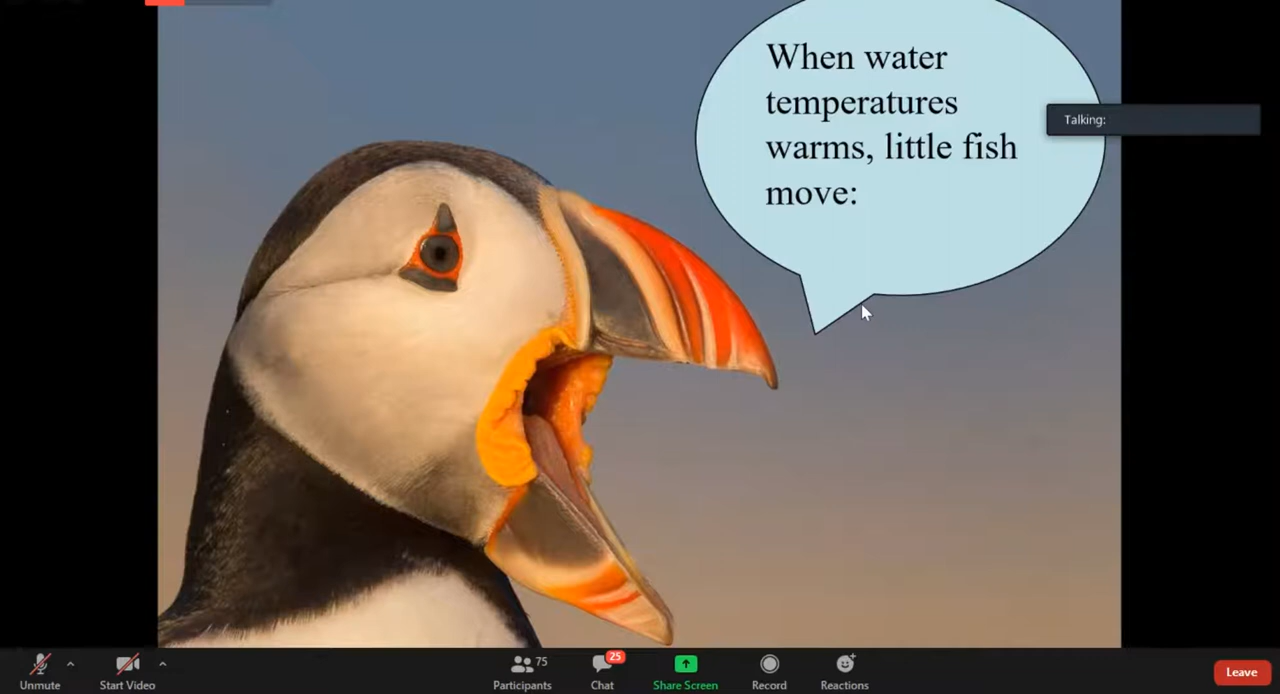 When water
temperatures
warms, little fish
move:
Talking:
Unmute
Start Video
Participants
75
Chat
25
Share Screen
Record
Reactions
Leave